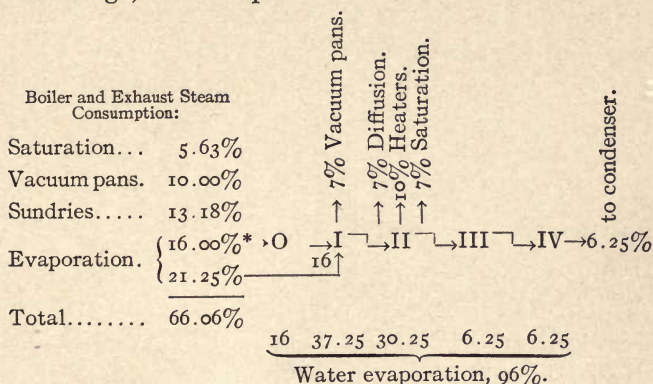 7% Vacuum pans.
7% Diffusion.
10% Heaters.
7% Saturation.
to condenser.
Boiler and Exhaust Steam
Consumption:
Saturation... 5.63%
Vacuum pans. 10.00%
Sundries..... 13.18%
Evaporation. { 16.00%* → O → I → II → III → IV → 6.25%
21.25% 16
Total........ 66.06%
16 37.25 30.25 6.25 6.25
Water evaporation, 96%.